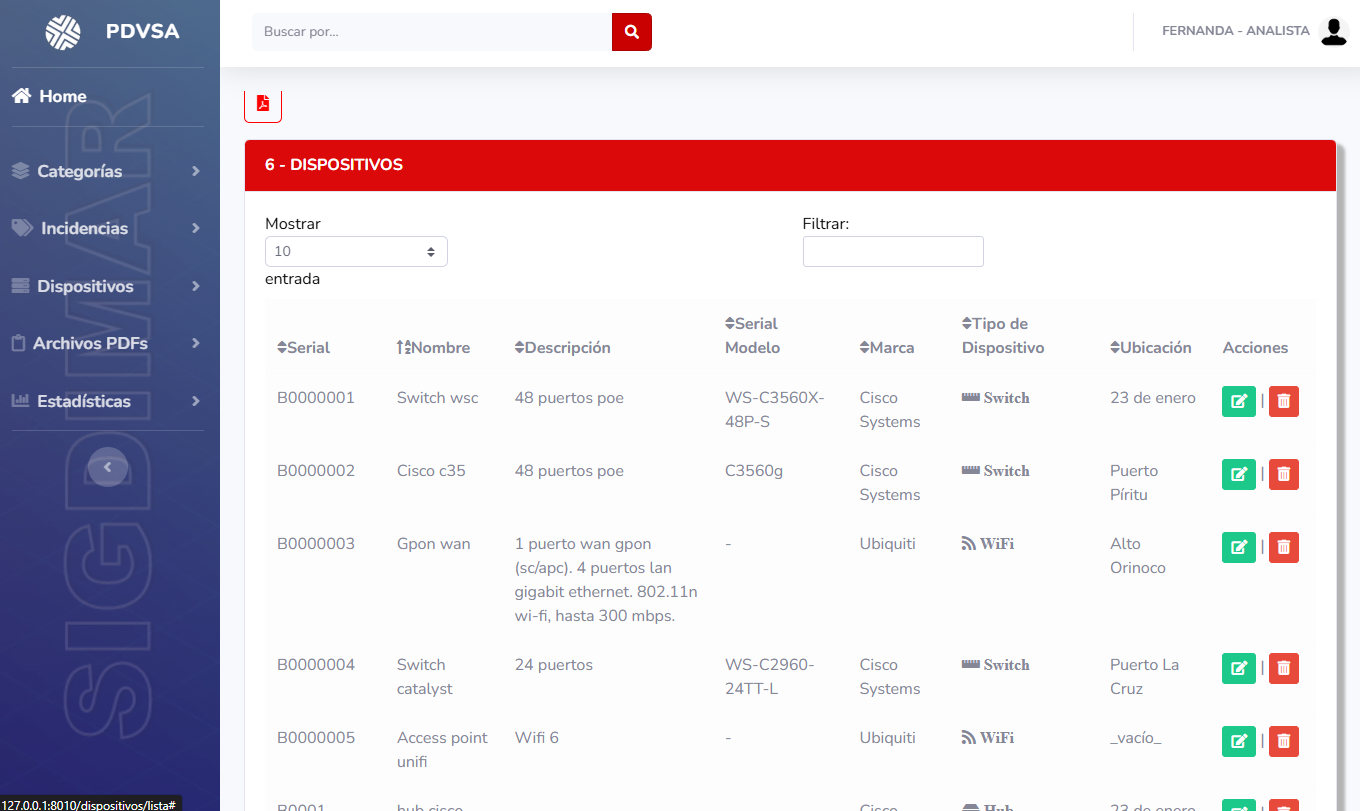 PDVSA
Buscar por...
FERNANDA - ANALISTA
Home
Categorías
Incidencias
Dispositivos
Archivos PDFs
Estadísticas
SIGDIMAR
6 - DISPOSITIVOS
Mostrar
10
entrada
Filtrar:
Serial Nombre Descripción Serial Modelo Marca Tipo de Dispositivo Ubicación Acciones
B0000001 Switch wsc 48 puertos poe WS-C3560X-48P-S Cisco Systems Switch 23 de enero |
B0000002 Cisco c35 48 puertos poe C3560g Cisco Systems Switch Puerto Píritu |
B0000003 Gpon wan 1 puerto wan gpon (sc/apc). 4 puertos lan gigabit ethernet. 802.11n wi-fi, hasta 300 mbps. - Ubiquiti WiFi Alto Orinoco |
B0000004 Switch catalyst 24 puertos WS-C2960-24TT-L Cisco Systems Switch Puerto La Cruz |
B0000005 Access point unifi Wifi 6 - Ubiquiti WiFi _vacío_ |
B0001 hub cisco Cisco Hub 23 de enero
127.0.0.1:8010/dispositivos/lista#